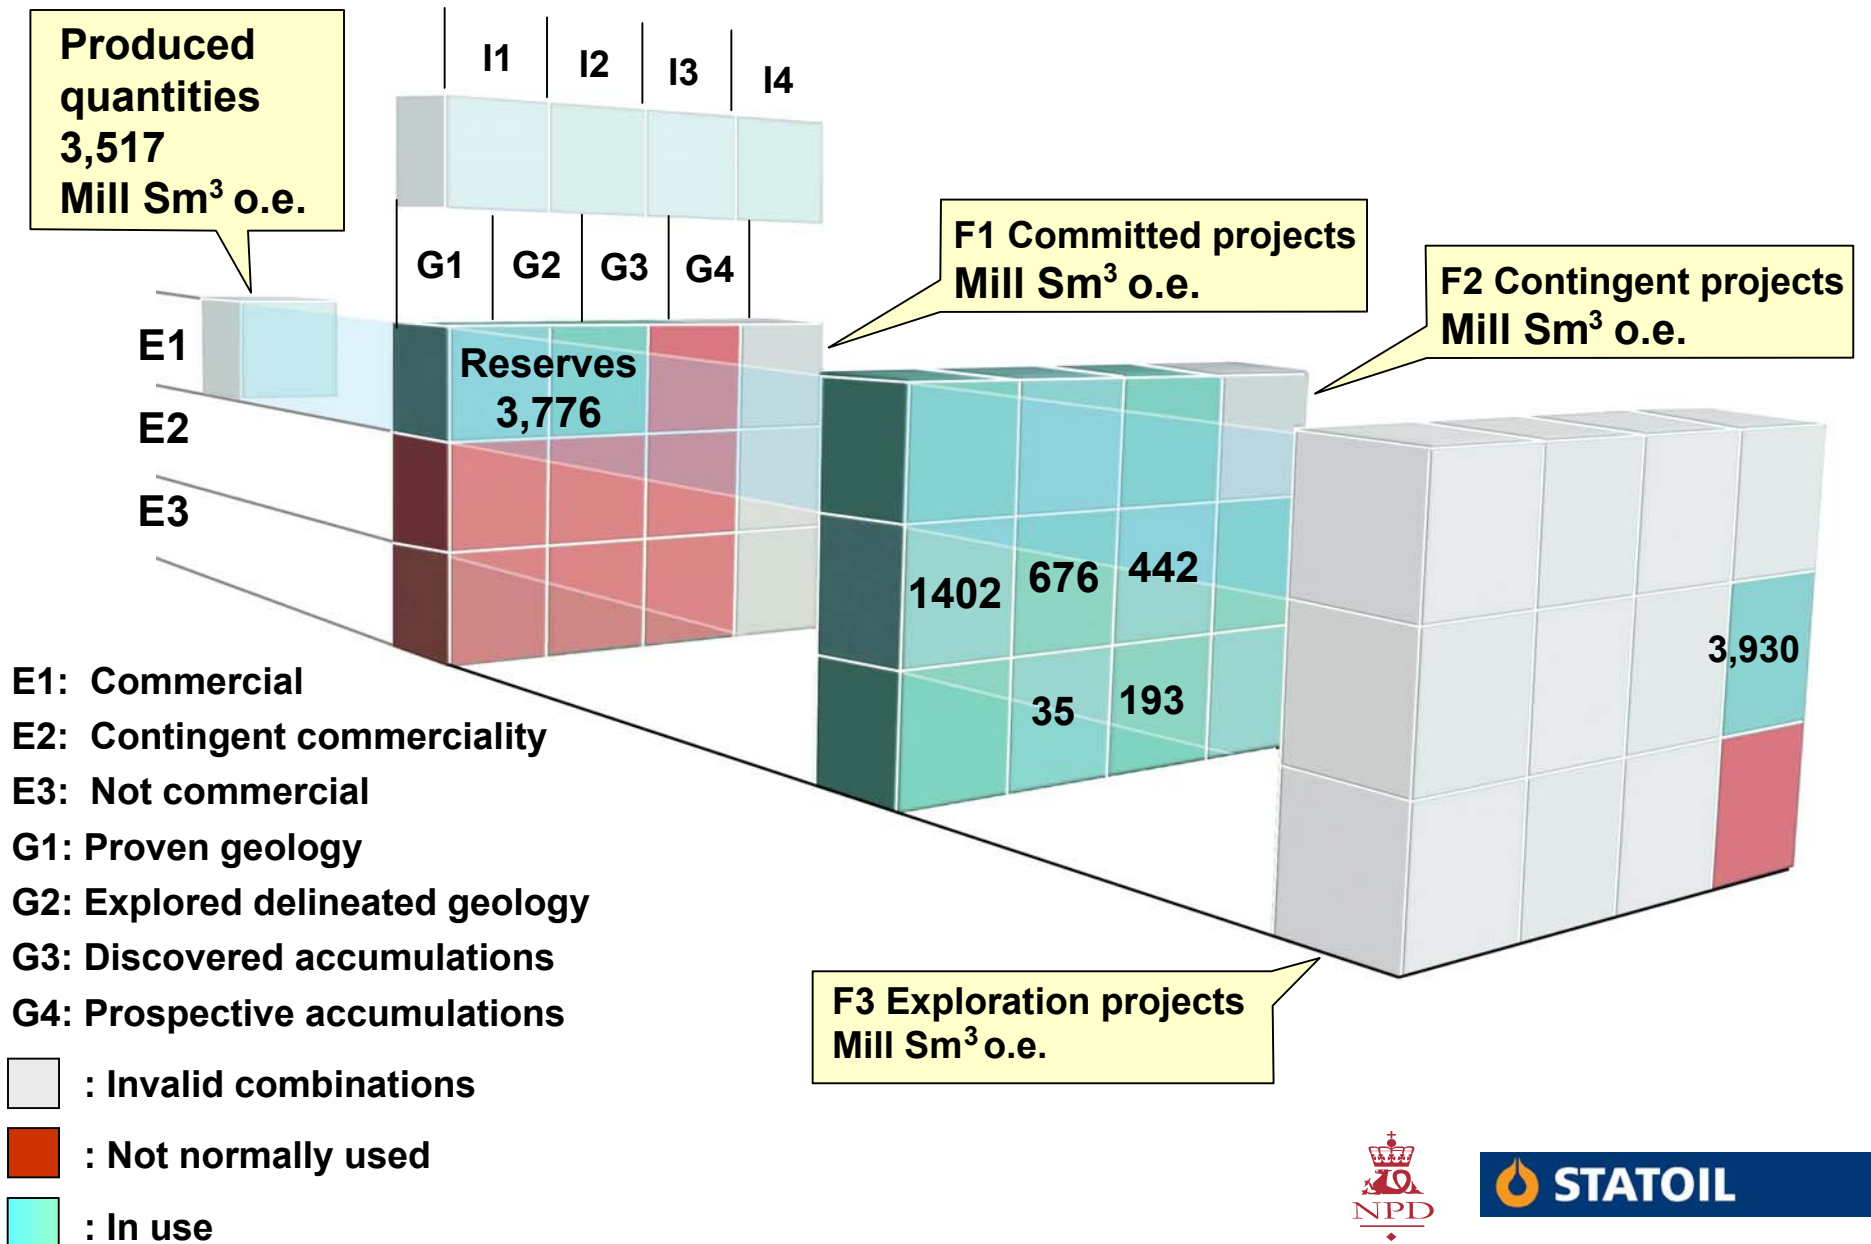 Produced
quantities
3,517
Mill Sm³ o.e.
I1 I2 I3 I4
G1 G2 G3 G4
F1 Committed projects
Mill Sm³ o.e.
F2 Contingent projects
Mill Sm³ o.e.
E1
E2
E3
Reserves
3,776
1402 676 442
35 193
3,930
E1: Commercial
E2: Contingent commerciality
E3: Not commercial
G1: Proven geology
G2: Explored delineated geology
G3: Discovered accumulations
G4: Prospective accumulations
F3 Exploration projects
Mill Sm³ o.e.
: Invalid combinations
: Not normally used
: In use
NPD
STATOIL